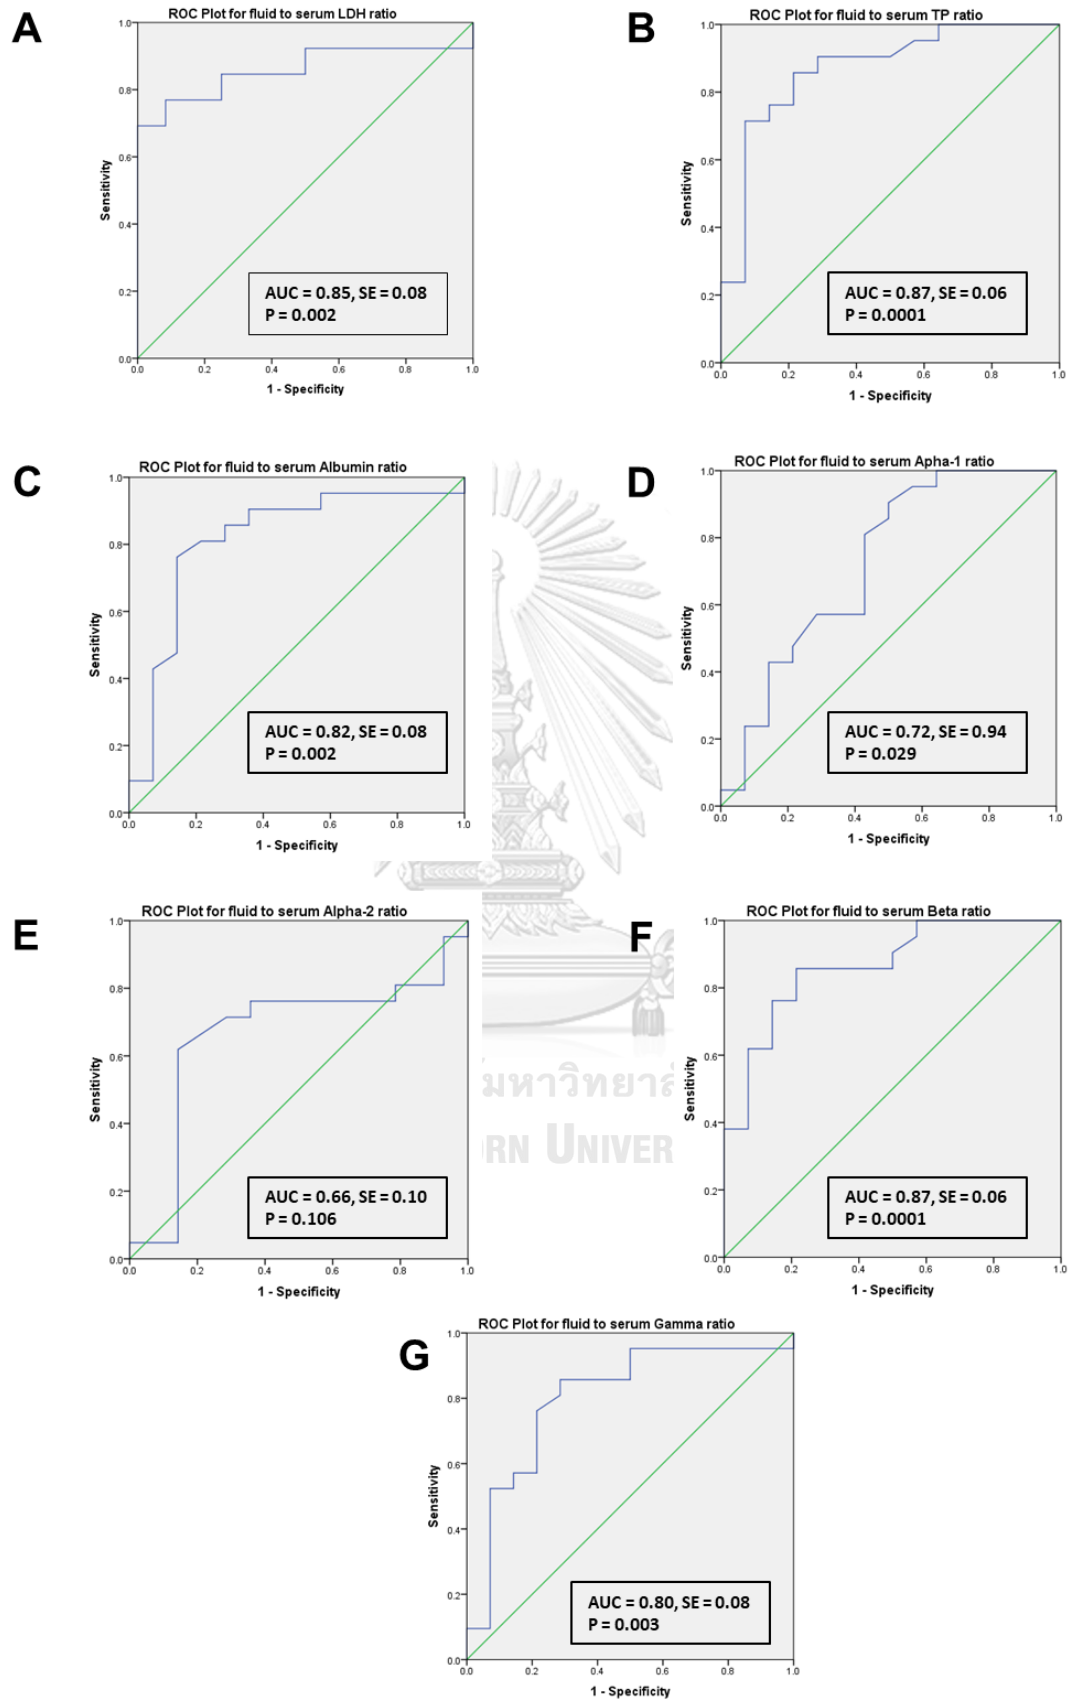 A
ROC Plot for fluid to serum LDH ratio
1.0
0.8
0.6
0.4
0.2
0.0
Sensitivity
AUC = 0.85, SE = 0.08
P = 0.002
0.0 0.2 0.4 0.6 0.8 1.0
1 - Specificity
B
ROC Plot for fluid to serum TP ratio
1.0
0.8
0.6
0.4
0.2
0.0
Sensitivity
AUC = 0.87, SE = 0.06
P = 0.0001
0.0 0.2 0.4 0.6 0.8 1.0
1 - Specificity
C
ROC Plot for fluid to serum Albumin ratio
1.0
0.8
0.6
0.4
0.2
0.0
Sensitivity
AUC = 0.82, SE = 0.08
P = 0.002
0.0 0.2 0.4 0.6 0.8 1.0
1 - Specificity
D
ROC Plot for fluid to serum Apha-1 ratio
1.0
0.8
0.6
0.4
0.2
0.0
Sensitivity
AUC = 0.72, SE = 0.94
P = 0.029
0.0 0.2 0.4 0.6 0.8 1.0
1 - Specificity
E
ROC Plot for fluid to serum Alpha-2 ratio
1.0
0.8
0.6
0.4
0.2
0.0
Sensitivity
AUC = 0.66, SE = 0.10
P = 0.106
0.0 0.2 0.4 0.6 0.8 1.0
1 - Specificity
F
ROC Plot for fluid to serum Beta ratio
1.0
0.8
0.6
0.4
0.2
0.0
Sensitivity
AUC = 0.87, SE = 0.06
P = 0.0001
0.0 0.2 0.4 0.6 0.8 1.0
1 - Specificity
มหาวิทยาลั
RN UNIVER
G
ROC Plot for fluid to serum Gamma ratio
1.0
0.8
0.6
0.4
0.2
0.0
Sensitivity
AUC = 0.80, SE = 0.08
P = 0.003
0.0 0.2 0.4 0.6 0.8 1.0
1 - Specificity